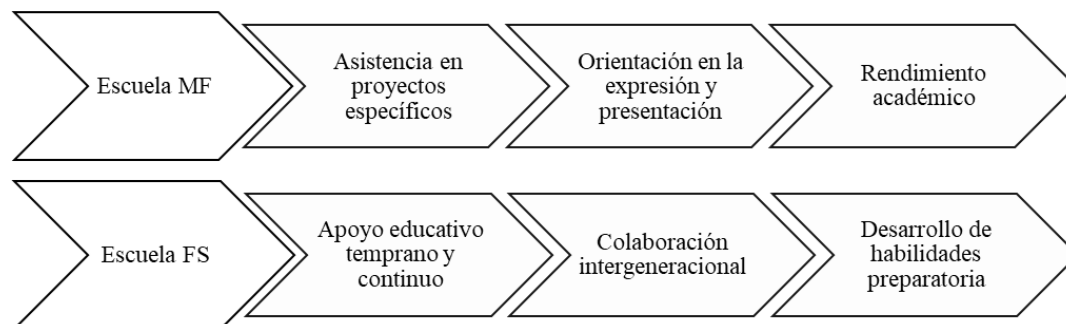 Escuela MF
Asistencia en
proyectos
específicos
Orientación en la
expresión y
presentación
Rendimiento
académico
Escuela FS
Apoyo educativo
temprano y
continuo
Colaboración
intergeneracional
Desarrollo de
habilidades
preparatoria